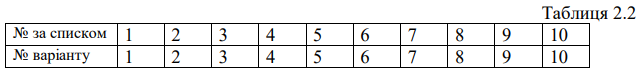 Таблиця 2.2
№ за списком 1 2 3 4 5 6 7 8 9 10
№ варіанту 1 2 3 4 5 6 7 8 9 10